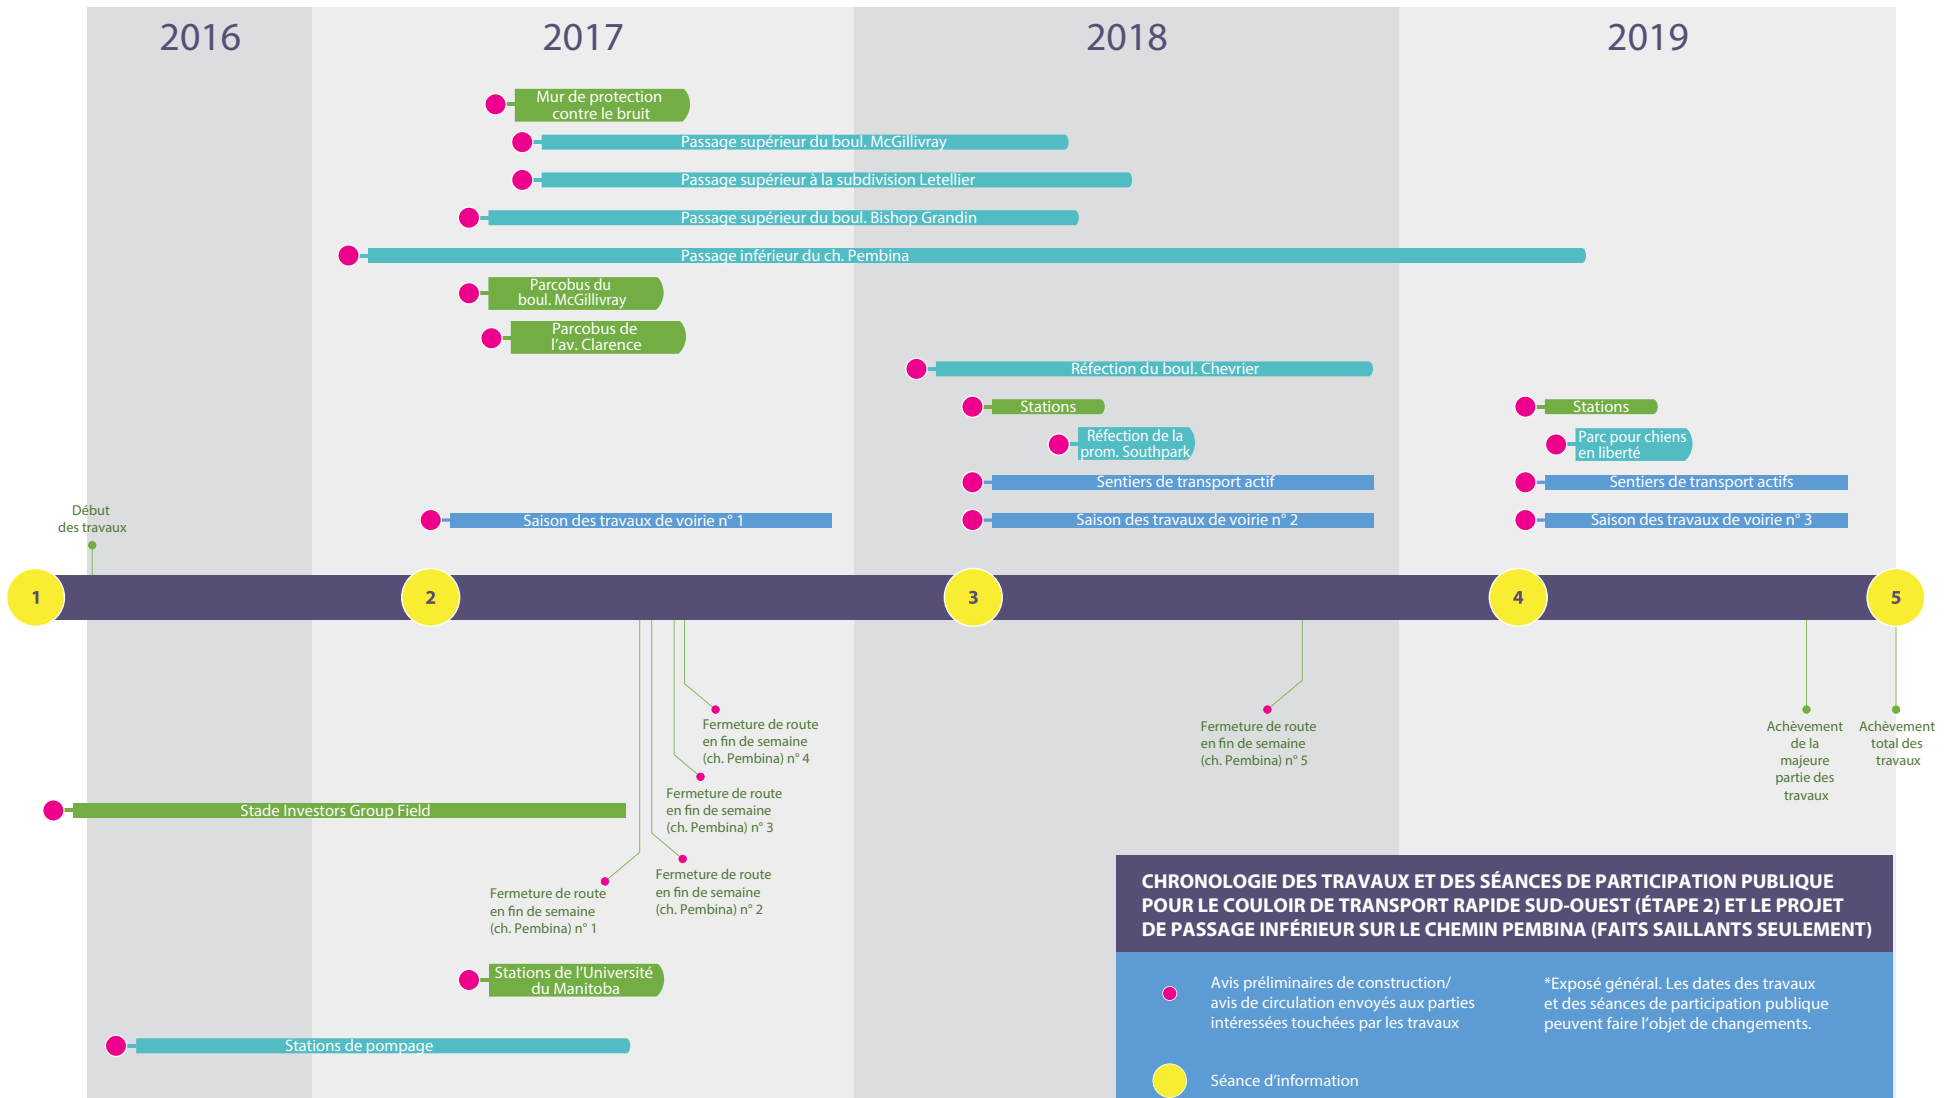 2016
2017
2018
2019
Mur de protection
contre le bruit
Passage supérieur du boul. McGillivray
Passage supérieur à la subdivision Letellier
Passage supérieur du boul. Bishop Grandin
Passage inférieur du ch. Pembina
Parcobus du
boul. McGillivray
Parcobus de
l'av. Clarence
Réfection du boul. Chevrier
Stations
Stations
Réfection de la
prom. Southpark
Parc pour chiens
en liberté
Sentiers de transport actif
Sentiers de transport actifs
Saison des travaux de voirie n° 1
Saison des travaux de voirie n° 2
Saison des travaux de voirie n° 3
Début
des travaux
1
2
3
4
5
Fermeture de route
en fin de semaine
(ch. Pembina) n° 4
Fermeture de route
en fin de semaine
(ch. Pembina) n° 5
Achèvement
de la
majeure
partie des
travaux
Achèvement
total des
travaux
Fermeture de route
en fin de semaine
(ch. Pembina) n° 3
Stade Investors Group Field
Fermeture de route
en fin de semaine
(ch. Pembina) n° 2
Fermeture de route
en fin de semaine
(ch. Pembina) n° 1
Stations de l'Université
du Manitoba
Stations de pompage
CHRONOLOGIE DES TRAVAUX ET DES SÉANCES DE PARTICIPATION PUBLIQUE
POUR LE COULOIR DE TRANSPORT RAPIDE SUD-OUEST (ÉTAPE 2) ET LE PROJET
DE PASSAGE INFÉRIEUR SUR LE CHEMIN PEMBINA (FAITS SAILLANTS SEULEMENT)
Avis préliminaires de construction/
avis de circulation envoyés aux parties
intéressées touchées par les travaux
*Exposé général. Les dates des travaux
et des séances de participation publique
peuvent faire l'objet de changements.
Séance d'information